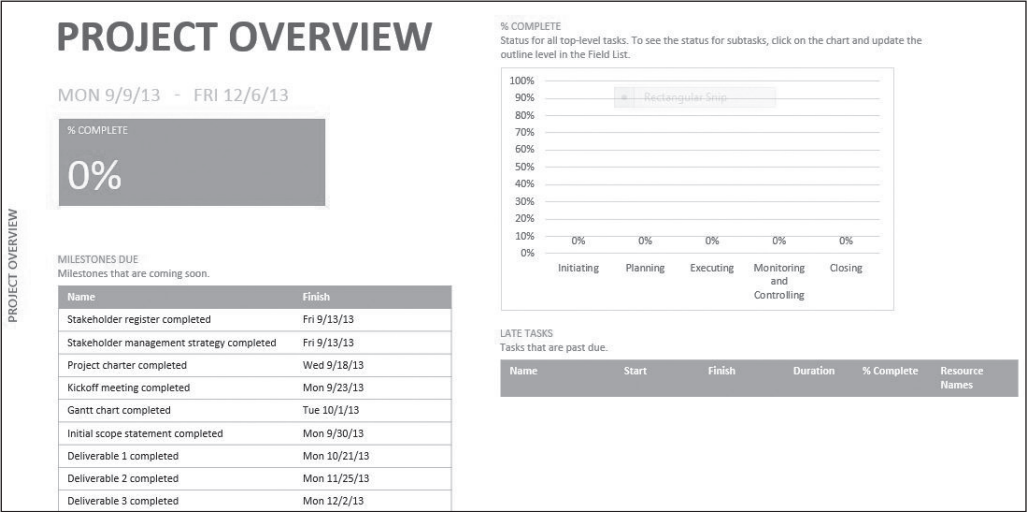 PROJECT OVERVIEW
PROJECT OVERVIEW
MON 9/9/13 - FRI 12/6/13
% COMPLETE
0%
MILESTONES DUE
Milestones that are coming soon.
Name Finish
Stakeholder register completed Fri 9/13/13
Stakeholder management strategy completed Fri 9/13/13
Project charter completed Wed 9/18/13
Kickoff meeting completed Mon 9/23/13
Gantt chart completed Tue 10/1/13
Initial scope statement completed Mon 9/30/13
Deliverable 1 completed Mon 10/21/13
Deliverable 2 completed Mon 11/25/13
Deliverable 3 completed Mon 12/2/13
% COMPLETE
Status for all top-level tasks. To see the status for subtasks, click on the chart and update the
outline level in the Field List.
100%
90%
Rectangular Snip
80%
70%
60%
50%
40%
30%
20%
10%
0% 0% 0% 0% 0%
0%
Initiating Planning Executing Monitoring Closing
and
Controlling
LATE TASKS
Tasks that are past due.
Name Start Finish Duration % Complete Resource
Names